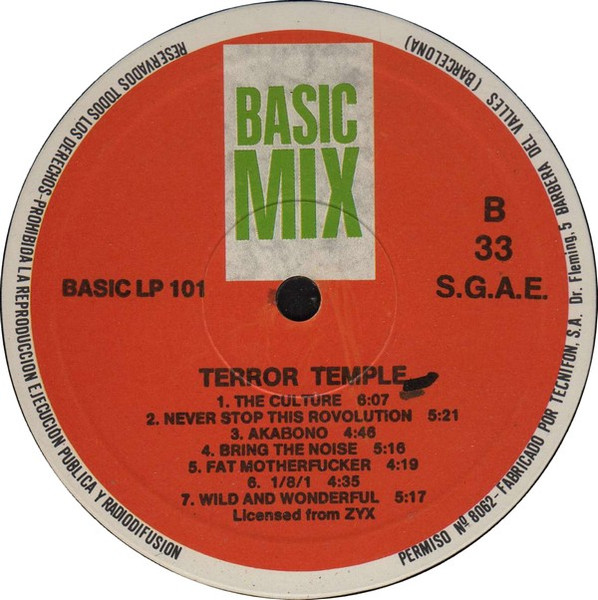 BASIC
MIX
B
33
BASIC LP 101
S.G.A.E.
TERROR TEMPLE
1. THE CULTURE 6:07
2. NEVER STOP THIS ROVOLUTION 5:21
3. AKABONO 4:46
4. BRING THE NOISE 5:16
5. FAT MOTHERFUCKER 4:19
6. 1/8/1 4:35
7. WILD AND WONDERFUL 5:17
Licensed from ZYX
RESERVADOS TODOS LOS DERECHOS-PROHIBIDA LA REPRODUCCION EJECUCION PUBLICA Y RADIODIFUSION
PERMISO Nº 8062-FABRICADO POR TECNIFON, S.A. Dr. Fleming, 5 BARBERA DEL VALLES (BARCELONA)